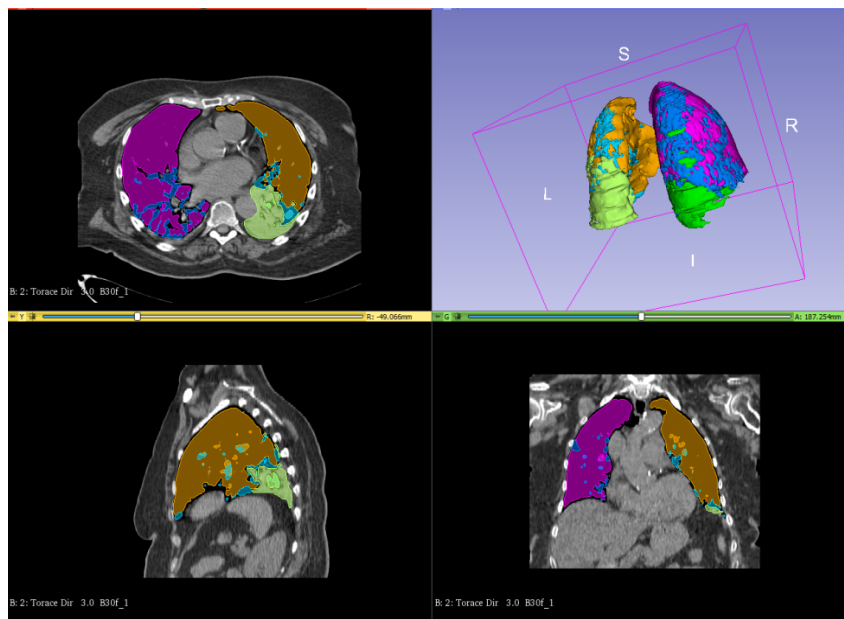 S
R
L
I
B: 2: Torace Dir 3.0 B30f_1
Y R: -49.066mm
G A: 187.254mm
B: 2: Torace Dir 3.0 B30f_1
B: 2: Torace Dir 3.0 B30f_1